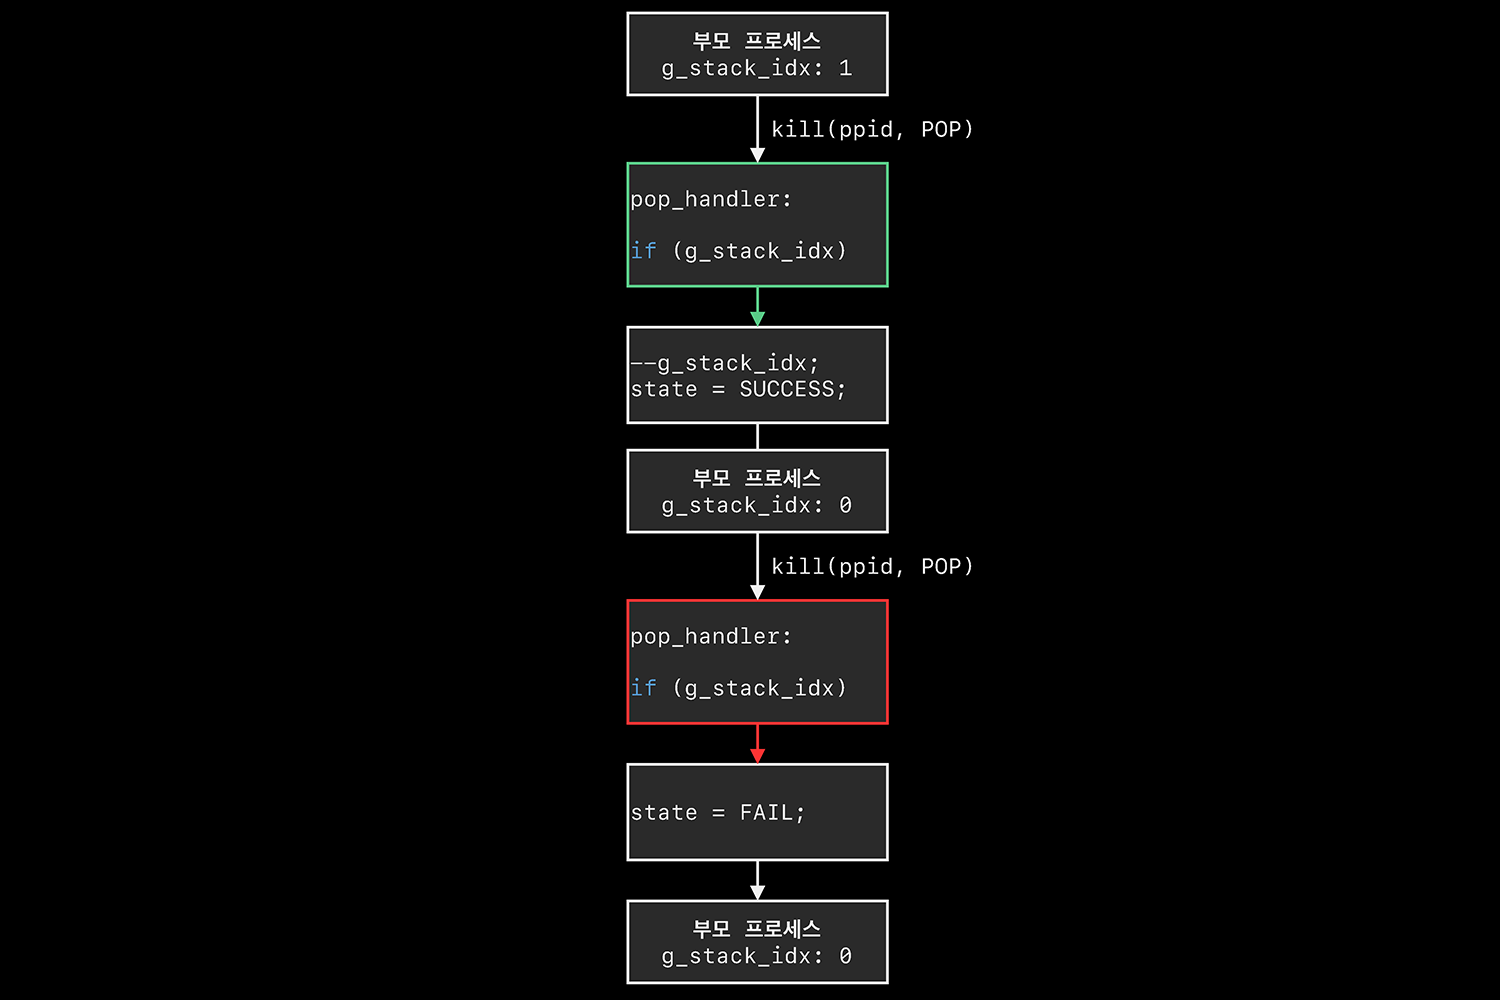 부모 프로세스
g_stack_idx: 1
kill(ppid, POP)
pop_handler:
if (g_stack_idx)
--g_stack_idx;
state = SUCCESS;
부모 프로세스
g_stack_idx: 0
kill(ppid, POP)
pop_handler:
if (g_stack_idx)
state = FAIL;
부모 프로세스
g_stack_idx: 0